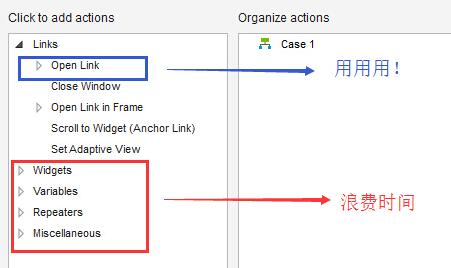 Click to add actions
Organize actions
Links
Case 1
Open Link
用用用！
Close Window
Open Link in Frame
Scroll to Widget (Anchor Link)
Set Adaptive View
Widgets
Variables
浪费时间
Repeaters
Miscellaneous